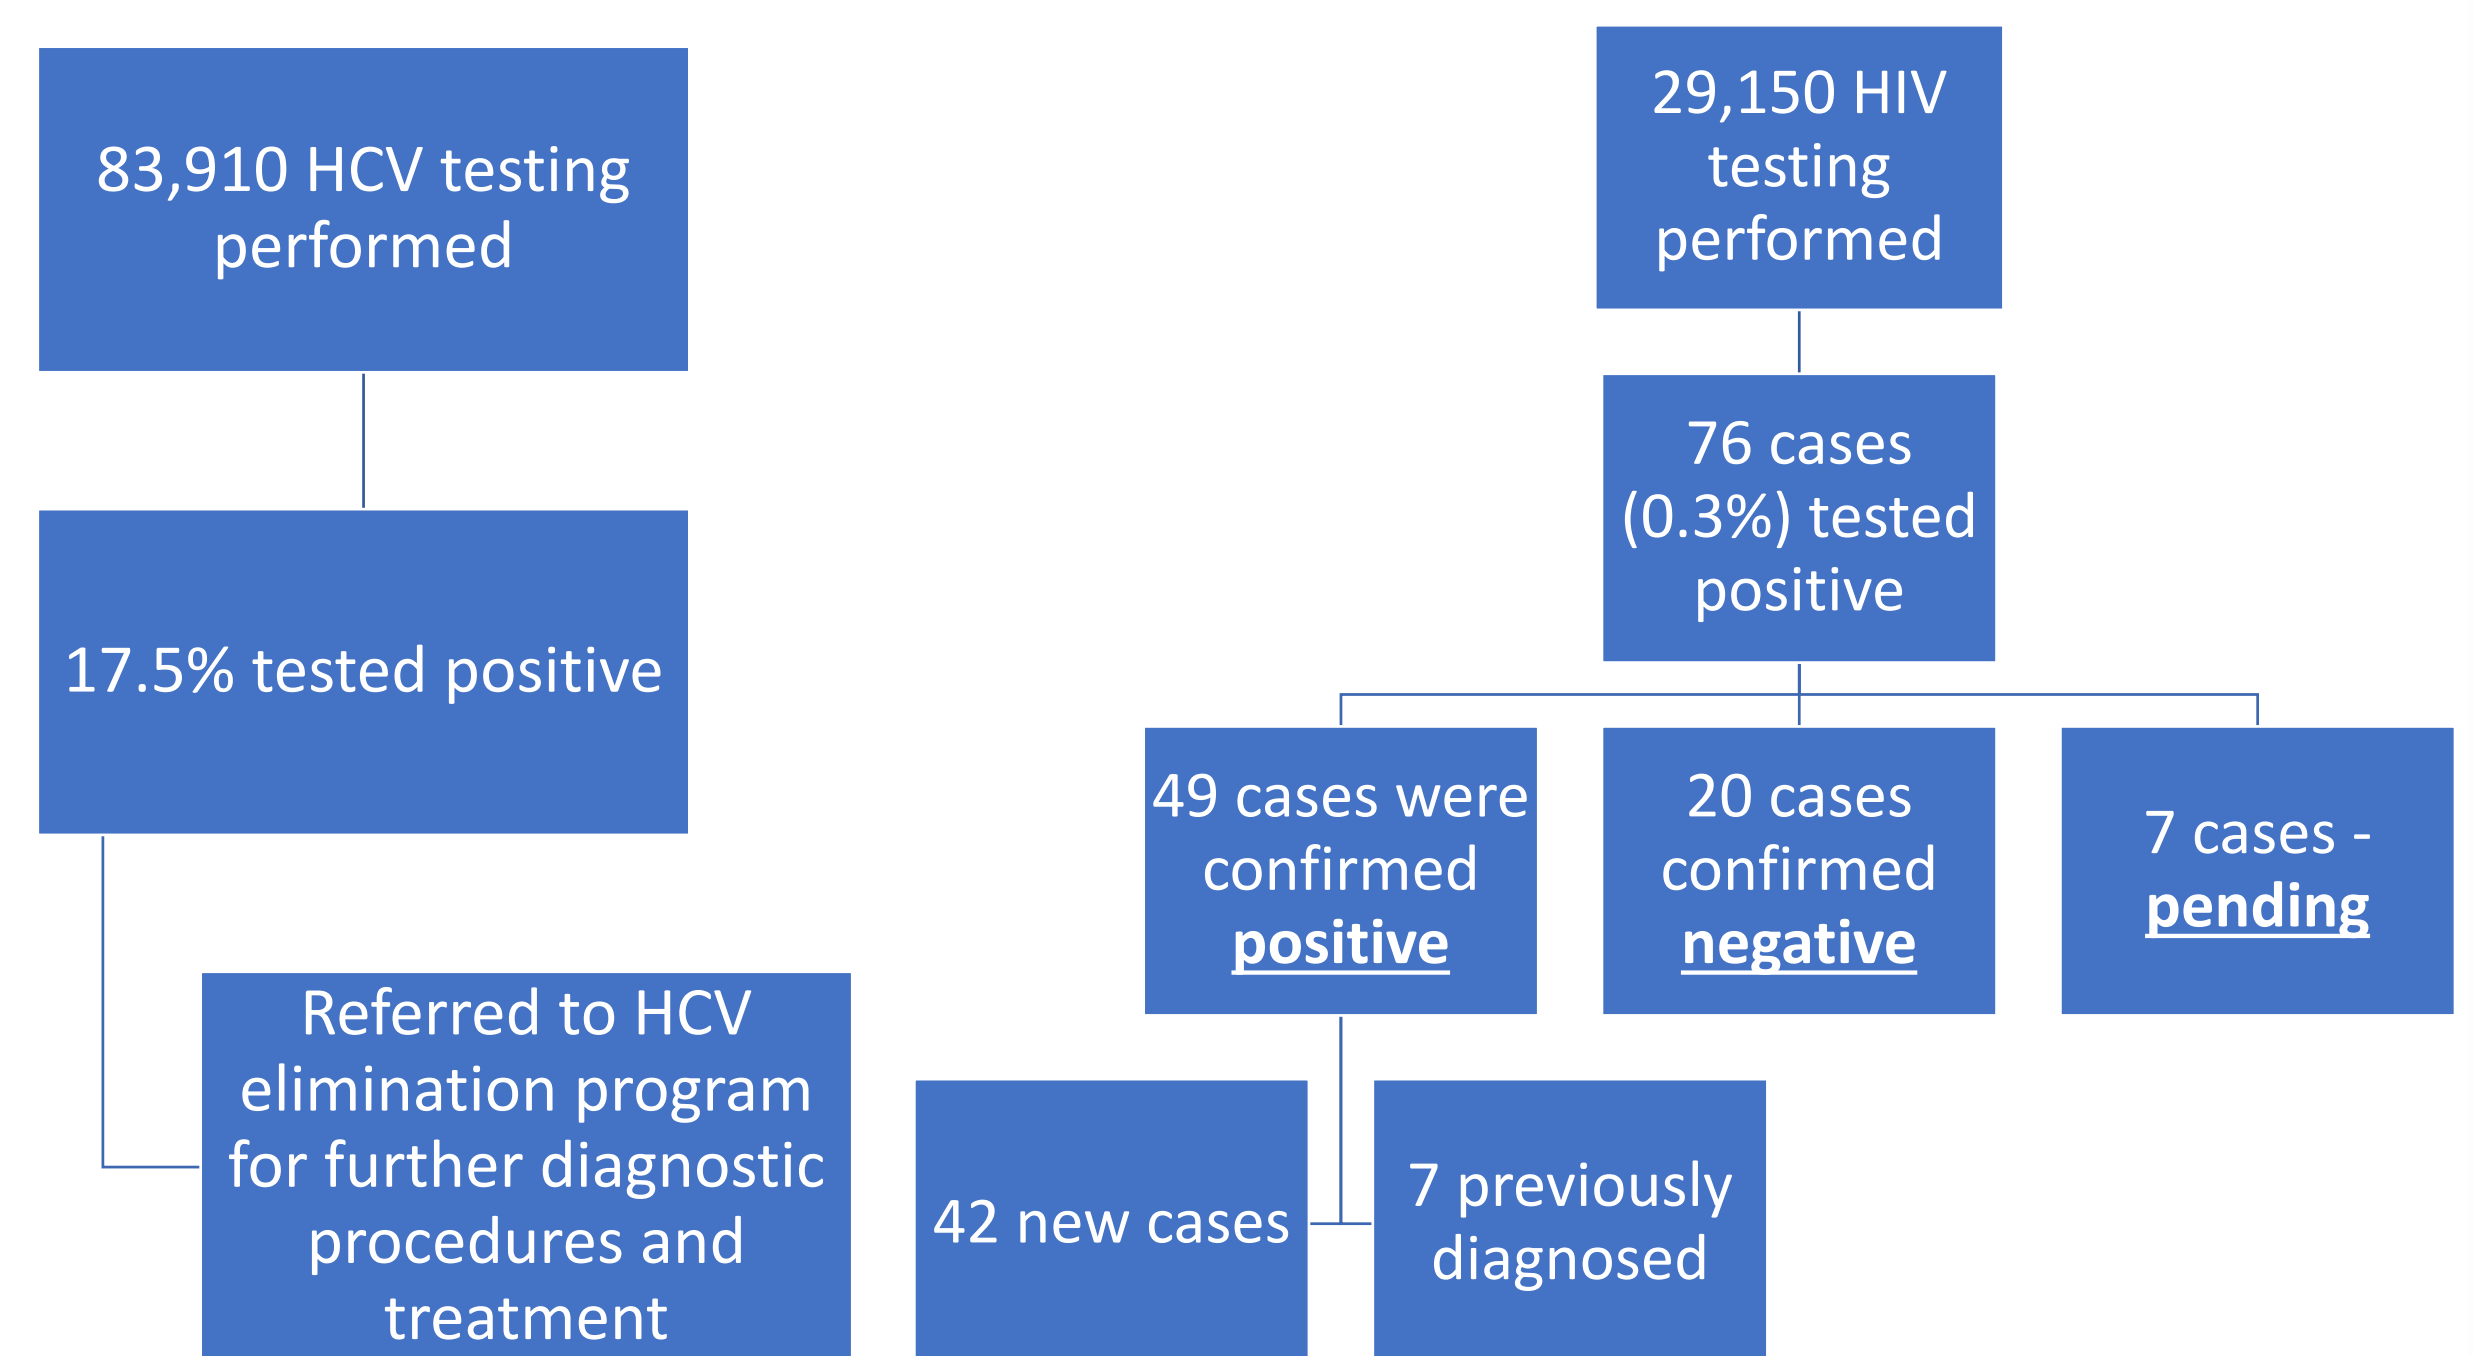 83,910 HCV testing
performed
17.5% tested positive
Referred to HCV
elimination program
for further diagnostic
procedures and
treatment
29,150 HIV
testing
performed
76 cases
(0.3%) tested
positive
49 cases were
confirmed
positive
20 cases
confirmed
negative
7 cases -
pending
42 new cases
7 previously
diagnosed